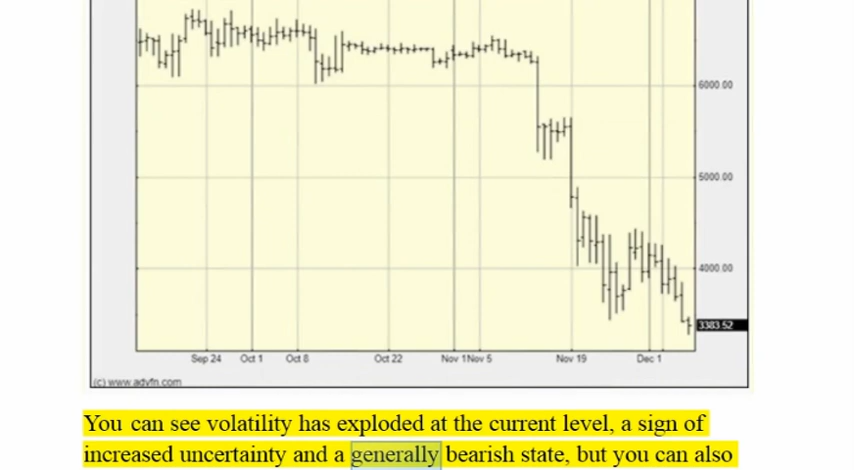 6000.00
5000.00
4000.00
3383.52
Sep 24 Oct 1 Oct 8 Oct 22 Nov 1 Nov 5 Nov 19 Dec 1
(c) www.advfn.com
You can see volatility has exploded at the current level, a sign of
increased uncertainty and a generally bearish state, but you can also